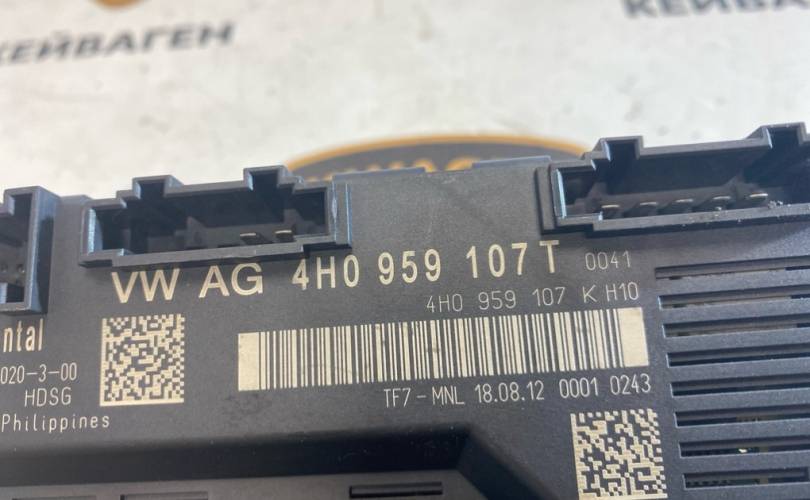 КЕЙВАГЕН
КЕЙВАГЕН
VW AG 4H0 959 107 T 0041
4H0 959 107 K H10
ntal
020-3-00
HDSG
Philippines
TF7-MNL 18.08.12 0001 0243